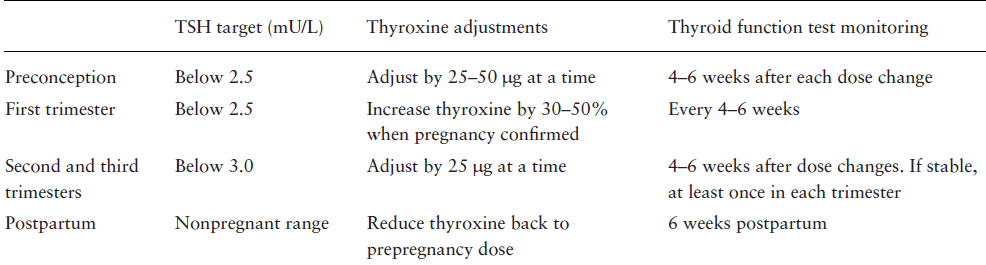 TSH target (mU/L) Thyroxine adjustments Thyroid function test monitoring
Preconception Below 2.5 Adjust by 25–50 μg at a time 4–6 weeks after each dose change
First trimester Below 2.5 Increase thyroxine by 30–50% Every 4–6 weeks
when pregnancy confirmed
Second and third Below 3.0 Adjust by 25 μg at a time 4–6 weeks after dose changes. If stable,
trimesters at least once in each trimester
Postpartum Nonpregnant range Reduce thyroxine back to 6 weeks postpartum
prepregnancy dose